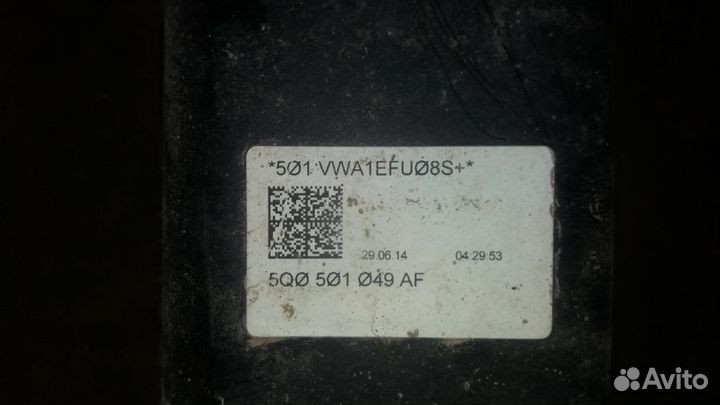 *5Ø1 VWA1EFUØ8S+*
29.06.14 04:29:53
5QØ 5Ø1 Ø49 AF
Avito